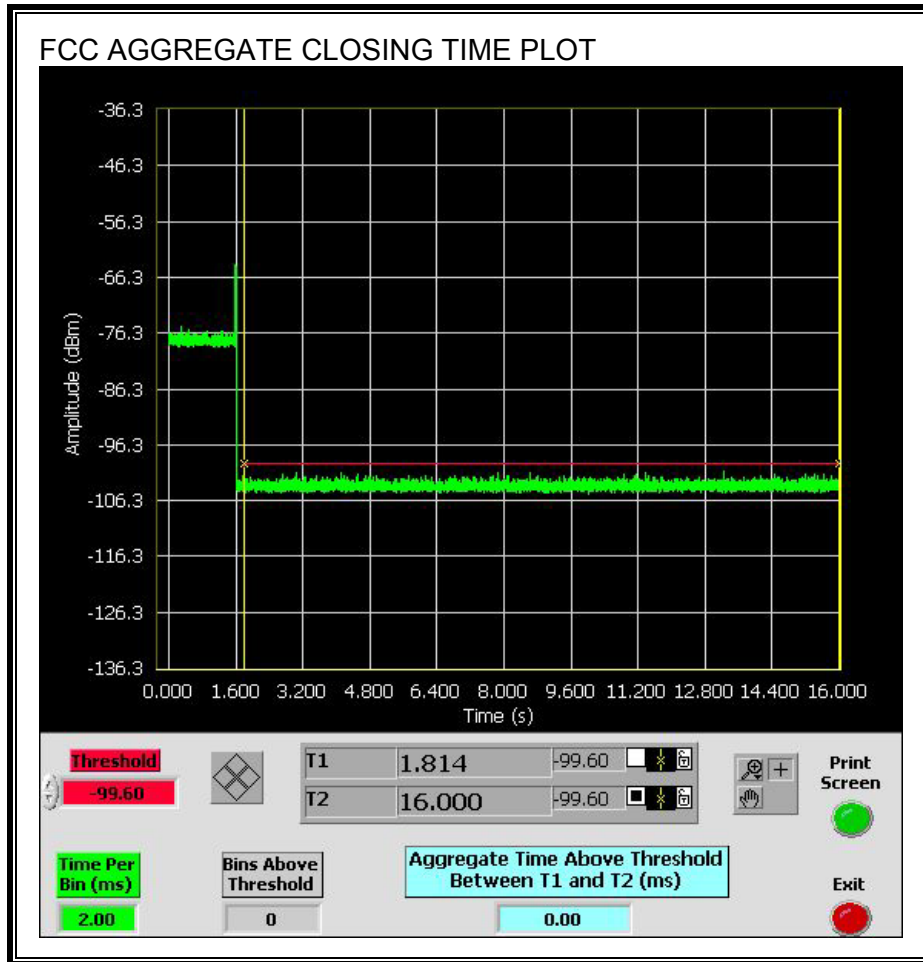 FCC AGGREGATE CLOSING TIME PLOT
-36.3
-46.3
-56.3
-66.3
-76.3
-86.3
-96.3
-106.3
-116.3
-126.3
-136.3
Amplitude (dBm)
0.000 1.600 3.200 4.800 6.400 8.000 9.600 11.200 12.800 14.400 16.000
Time (s)
Threshold
-99.60
T1 1.814 -99.60
T2 16.000 -99.60
Print
Screen
Time Per
Bin (ms)
2.00
Bins Above
Threshold
0
Aggregate Time Above Threshold
Between T1 and T2 (ms)
0.00
Exit